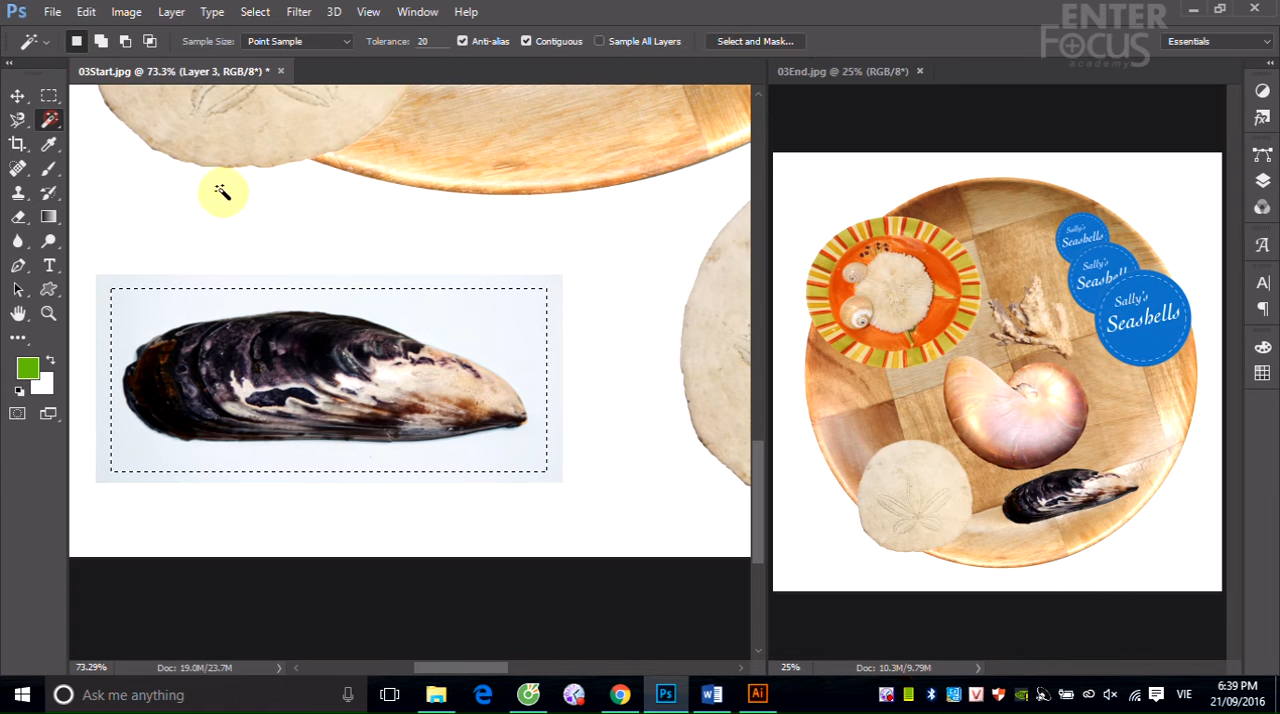 Ps File Edit Image Layer Type Select Filter 3D View Window Help
ENTER
FOCUS
academy
Sample Size: Point Sample Tolerance: 20 Anti-alias Contiguous Sample All Layers Select and Mask... Essentials
03Start.jpg @ 73.3% (Layer 3, RGB/8*) * × 03End.jpg @ 25% (RGB/8*) ×
Sally's
Seashells
Sally's
Seashells
Sally's
Seashells
73.29% Doc: 19.0M/23.7M 25% Doc: 10.3M/9.79M
Ask me anything Ps Ai VIE
6:39 PM
21/09/2016